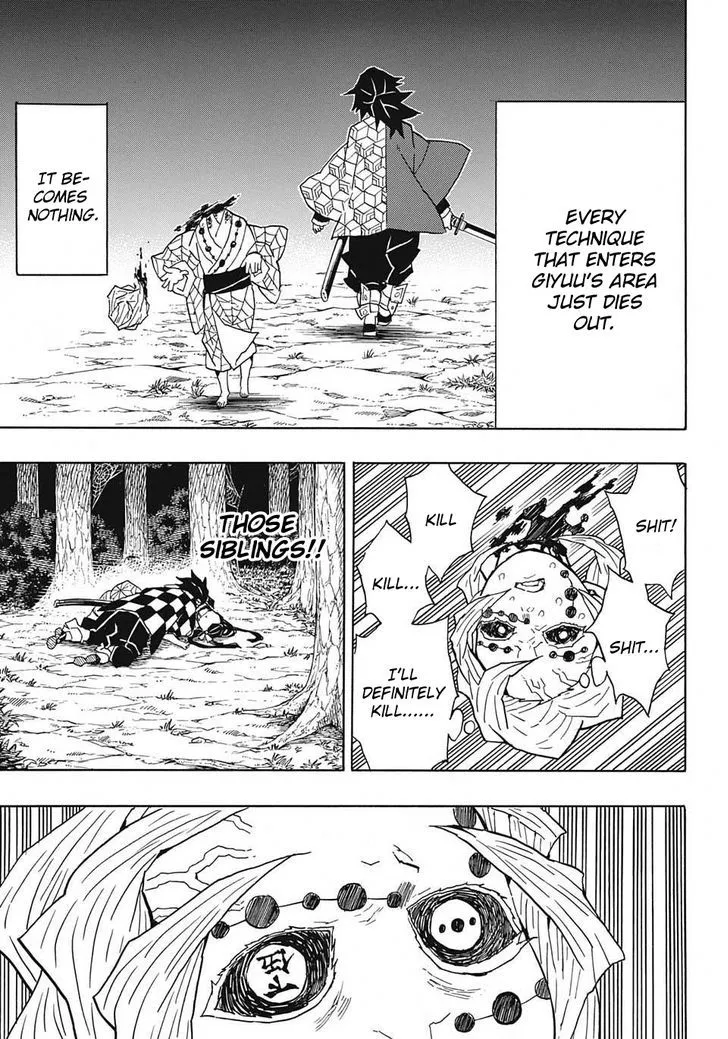 EVERY
TECHNIQUE
THAT ENTERS
GIYUU'S AREA
JUST DIES
OUT.
IT BE-
COMES
NOTHING.
SHIT!
SHIT...
KILL
KILL...
I'LL
DEFINITELY
KILL......
THOSE
SIBLINGS!!